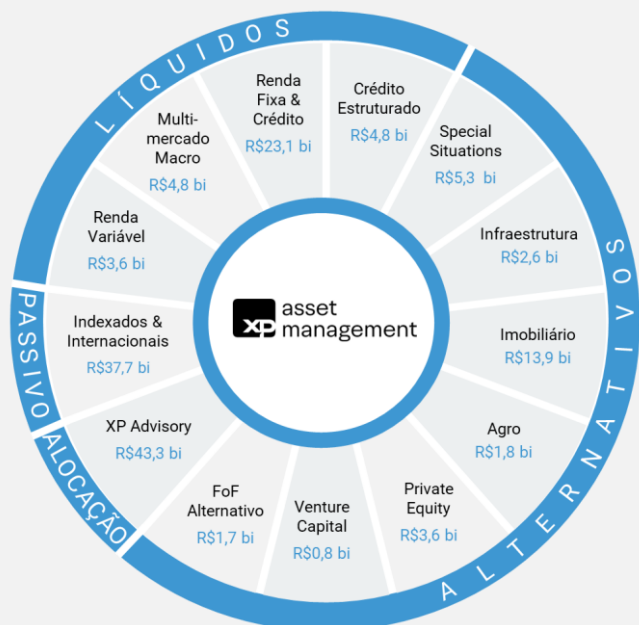 LÍQUIDOS
Renda
Fixa &
Crédito
R$23,1 bi
Crédito
Estruturado
R$4,8 bi
Special
Situations
R$5,3 bi
Infraestrutura
R$2,6 bi
Imobiliário
R$13,9 bi
Agro
R$1,8 bi
Private
Equity
R$3,6 bi
Venture
Capital
R$0,8 bi
FoF
Alternativo
R$1,7 bi
XP Advisory
R$43,3 bi
Indexados &
Internacionais
R$37,7 bi
Renda
Variável
R$3,6 bi
Multi-
mercado
Macro
R$4,8 bi
ALTERNATIVOS
ALOCAÇÃO
PASSIVO
xp asset
management